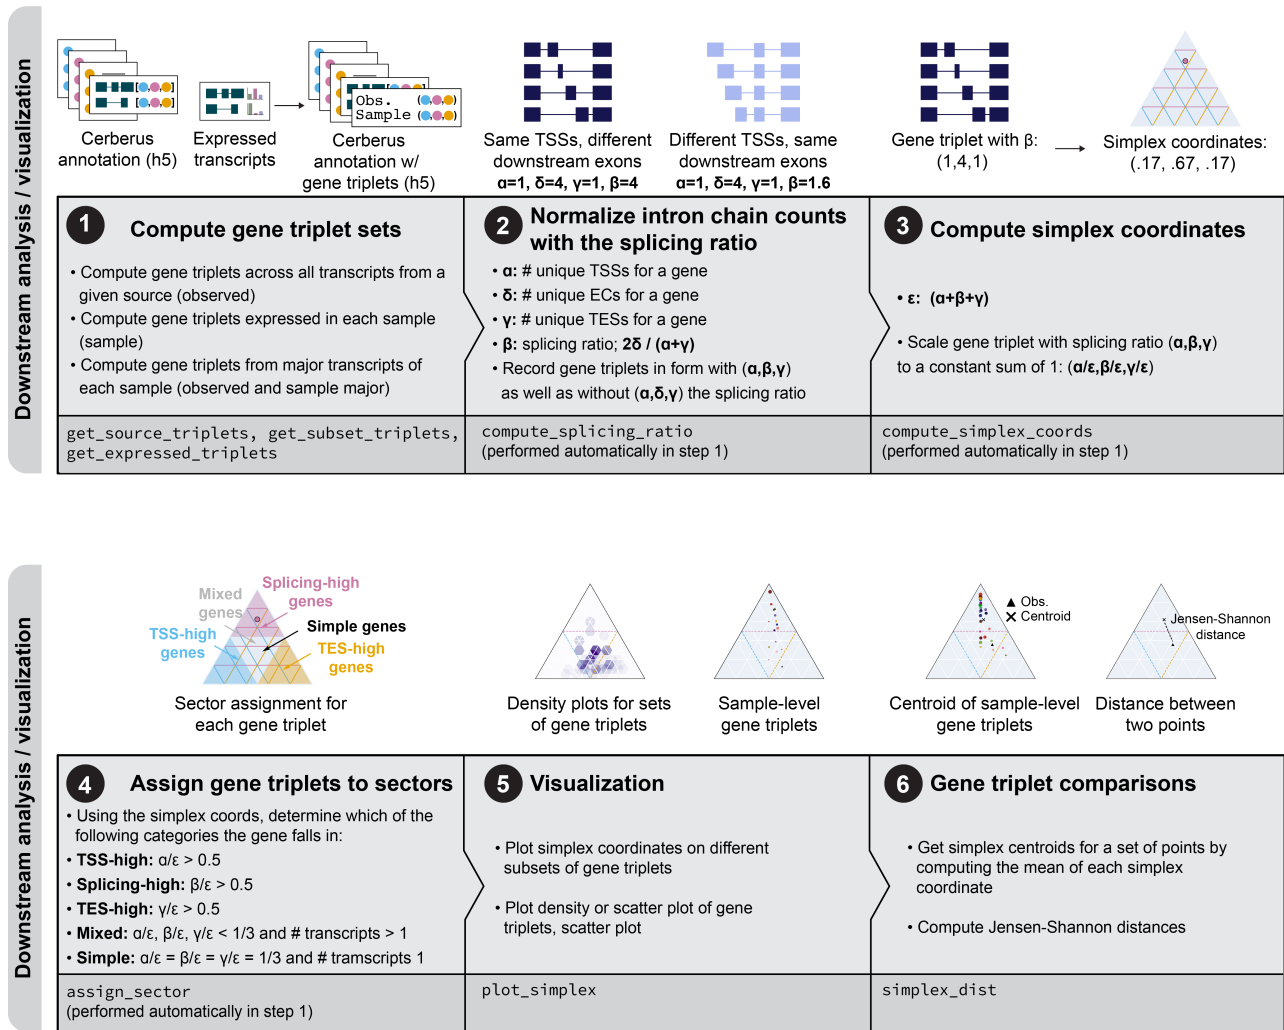 Downstream analysis / visualization
Obs.
Sample
Cerberus
annotation (h5)
Expressed
transcripts
Cerberus
annotation w/
gene triplets (h5)
Same TSSs, different
downstream exons
α=1, δ=4, γ=1, β=4
Different TSSs, same
downstream exons
α=1, δ=4, γ=1, β=1.6
Gene triplet with β:
(1,4,1)
Simplex coordinates:
(.17, .67, .17)
1 Compute gene triplet sets
• Compute gene triplets across all transcripts from a
given source (observed)
• Compute gene triplets expressed in each sample
(sample)
• Compute gene triplets from major transcripts of
each sample (observed and sample major)
get_source_triplets, get_subset_triplets,
get_expressed_triplets
2 Normalize intron chain counts
with the splicing ratio
• α: # unique TSSs for a gene
• δ: # unique ECs for a gene
• γ: # unique TESs for a gene
• β: splicing ratio; 2δ / (α+γ)
• Record gene triplets in form with (α,β,γ)
as well as without (α,δ,γ) the splicing ratio
compute_splicing_ratio
(performed automatically in step 1)
3 Compute simplex coordinates
• ε: (α+β+γ)
• Scale gene triplet with splicing ratio (α,β,γ)
to a constant sum of 1: (α/ε,β/ε,γ/ε)
compute_simplex_coords
(performed automatically in step 1)
Downstream analysis / visualization
Splicing-high
genes
Mixed
genes
Simple genes
TSS-high
genes
TES-high
genes
Sector assignment for
each gene triplet
Density plots for sets
of gene triplets
Sample-level
gene triplets
Obs.
Centroid
Centroid of sample-level
gene triplets
Jensen-Shannon
distance
Distance between
two points
4 Assign gene triplets to sectors
• Using the simplex coords, determine which of the
following categories the gene falls in:
• TSS-high: α/ε > 0.5
• Splicing-high: β/ε > 0.5
• TES-high: γ/ε > 0.5
• Mixed: α/ε, β/ε, γ/ε < 1/3 and # transcripts > 1
• Simple: α/ε = β/ε = γ/ε = 1/3 and # tramscripts 1
assign_sector
(performed automatically in step 1)
5 Visualization
• Plot simplex coordinates on different
subsets of gene triplets
• Plot density or scatter plot of gene
triplets, scatter plot
plot_simplex
6 Gene triplet comparisons
• Get simplex centroids for a set of points by
computing the mean of each simplex
coordinate
• Compute Jensen-Shannon distances
simplex_dist